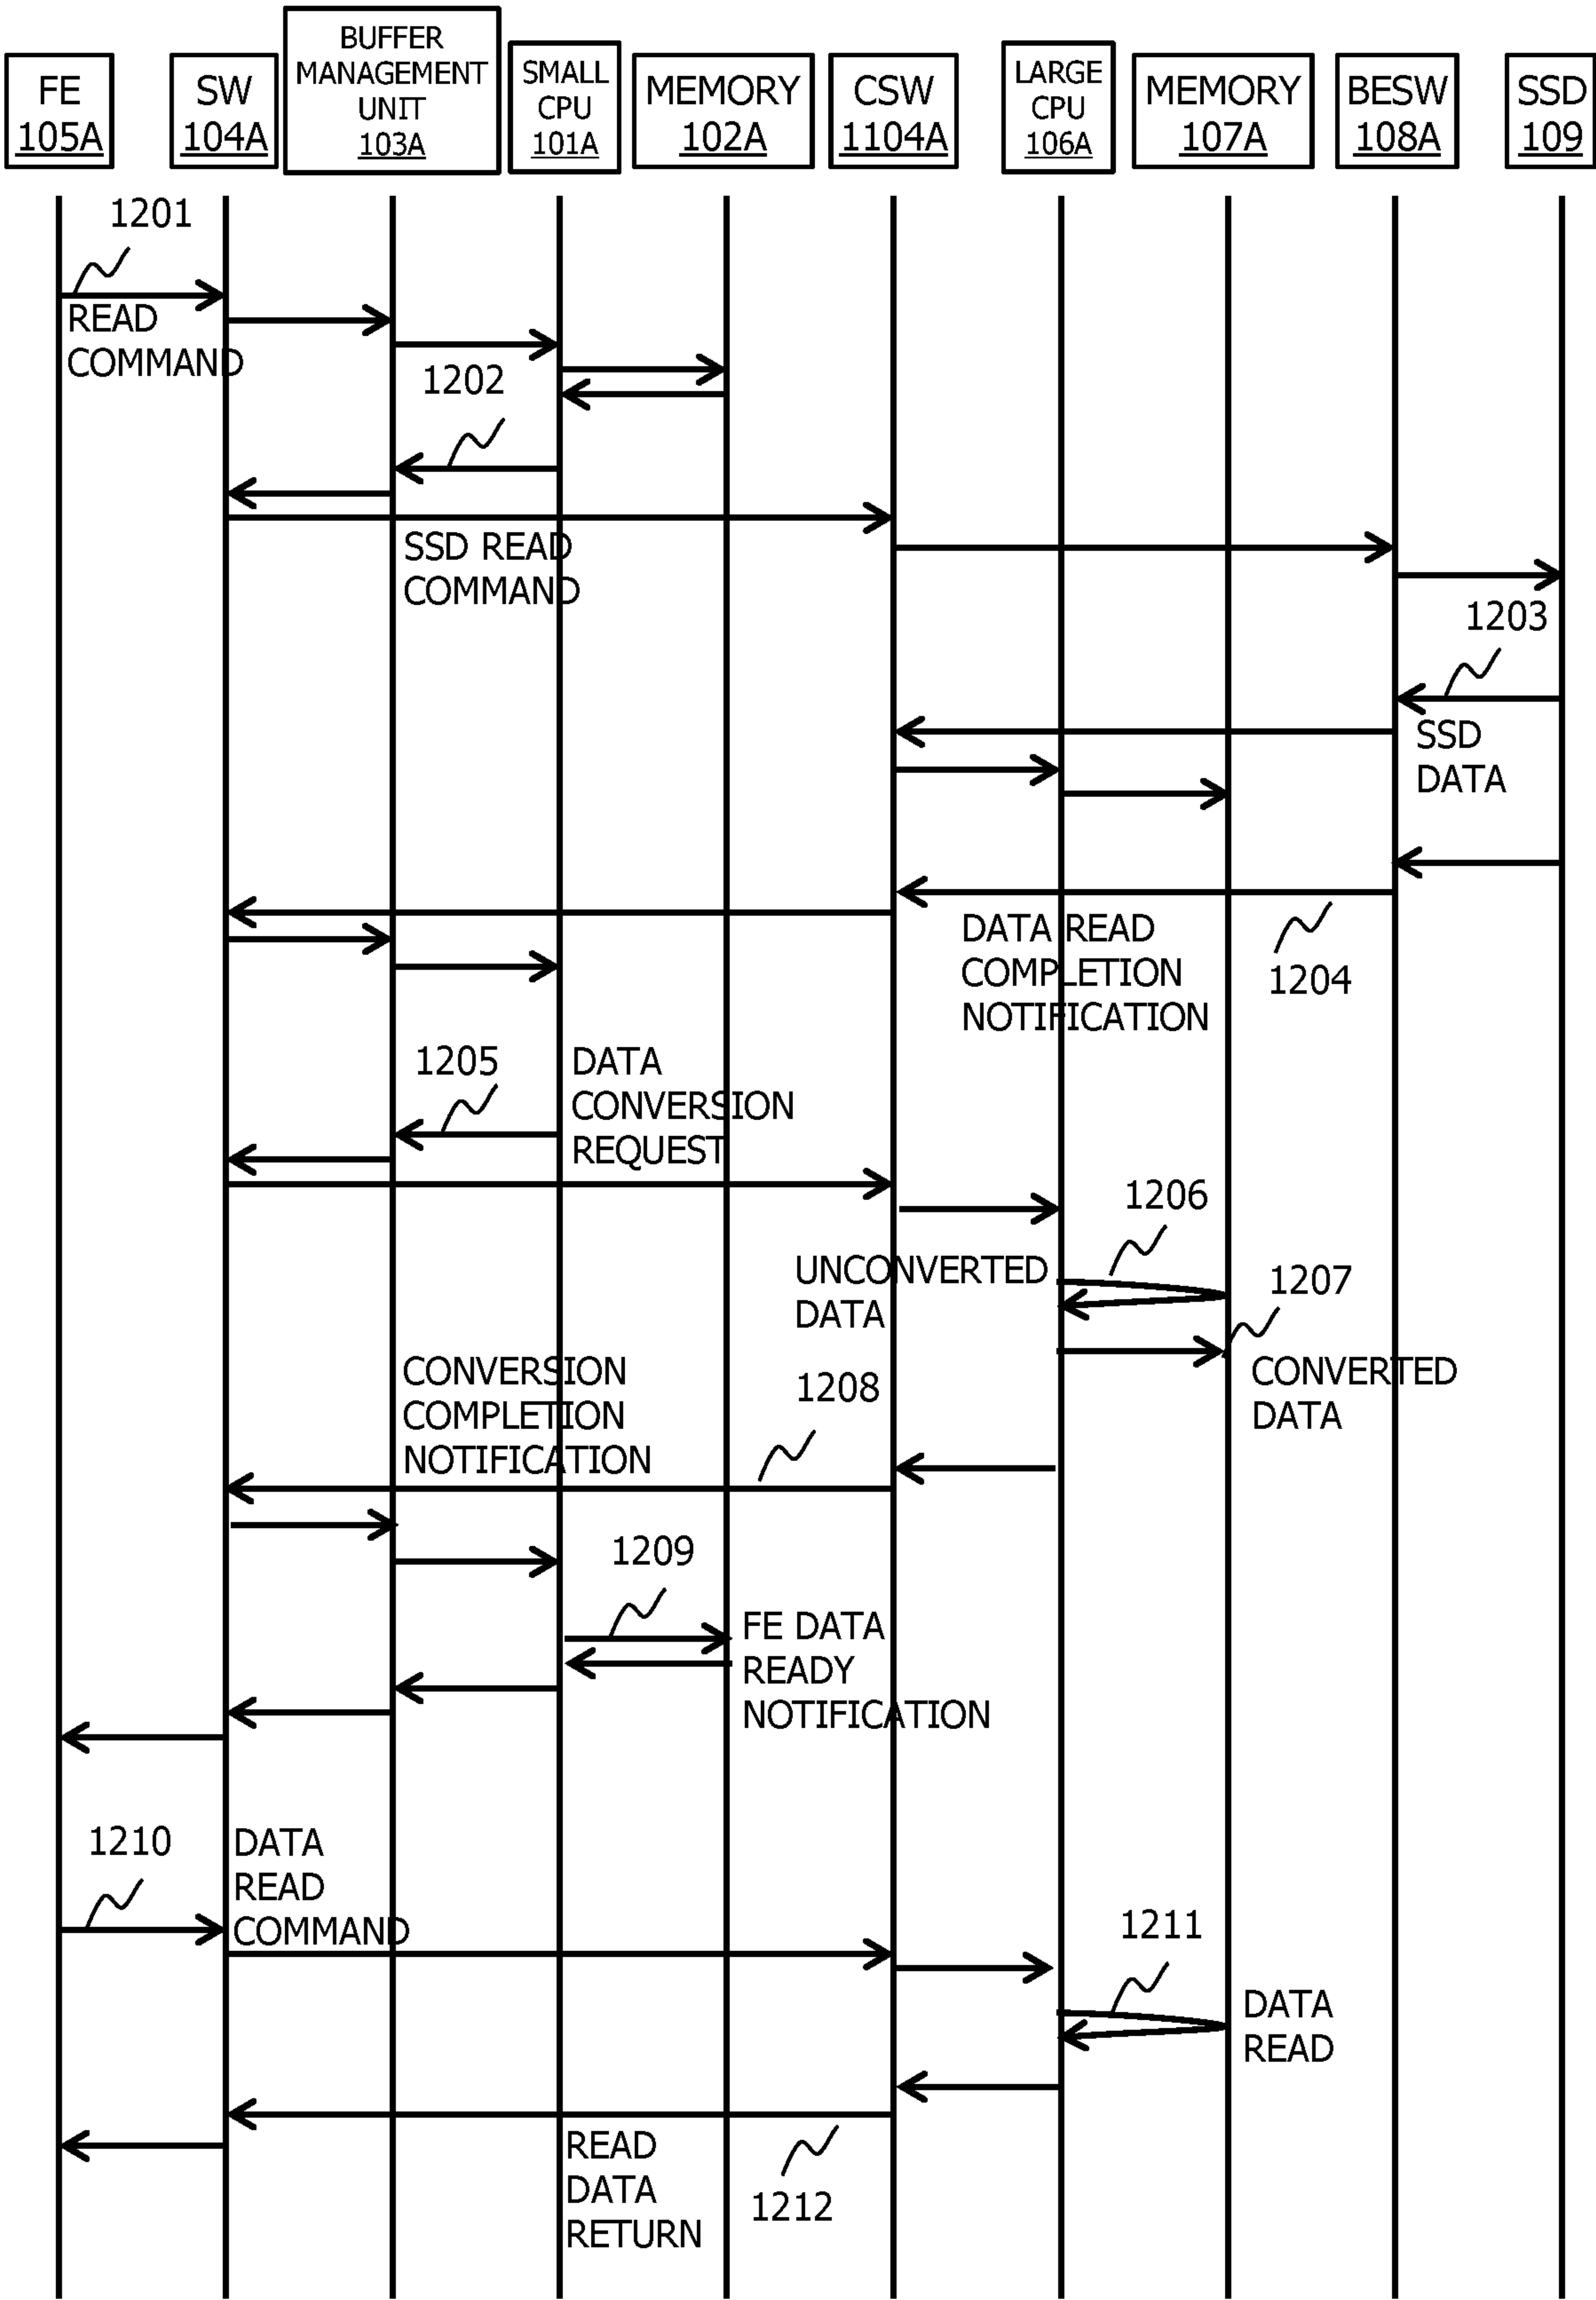 FE
105A
SW
104A
BUFFER
MANAGEMENT
UNIT
103A
SMALL
CPU
101A
MEMORY
102A
CSW
1104A
LARGE
CPU
106A
MEMORY
107A
BESW
108A
SSD
109
1201
READ
COMMAND
1202
SSD READ
COMMAND
1203
SSD
DATA
DATA READ
COMPLETION
NOTIFICATION
1204
1205
DATA
CONVERSION
REQUEST
1206
UNCONVERTED
DATA
1207
CONVERTED
DATA
CONVERSION
COMPLETION
NOTIFICATION
1208
1209
FE DATA
READY
NOTIFICATION
1210
DATA
READ
COMMAND
1211
DATA
READ
READ
DATA
RETURN
1212